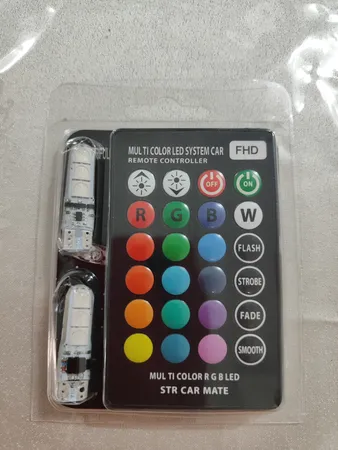 MUL TI COLOR LED SYSTEM CAR
REMOTE CONTROLLER
FHD
OFF
ON
R G B W
FLASH
STROBE
FADE
SMOOTH
MUL TI COLOR R G B LED
STR CAR MATE